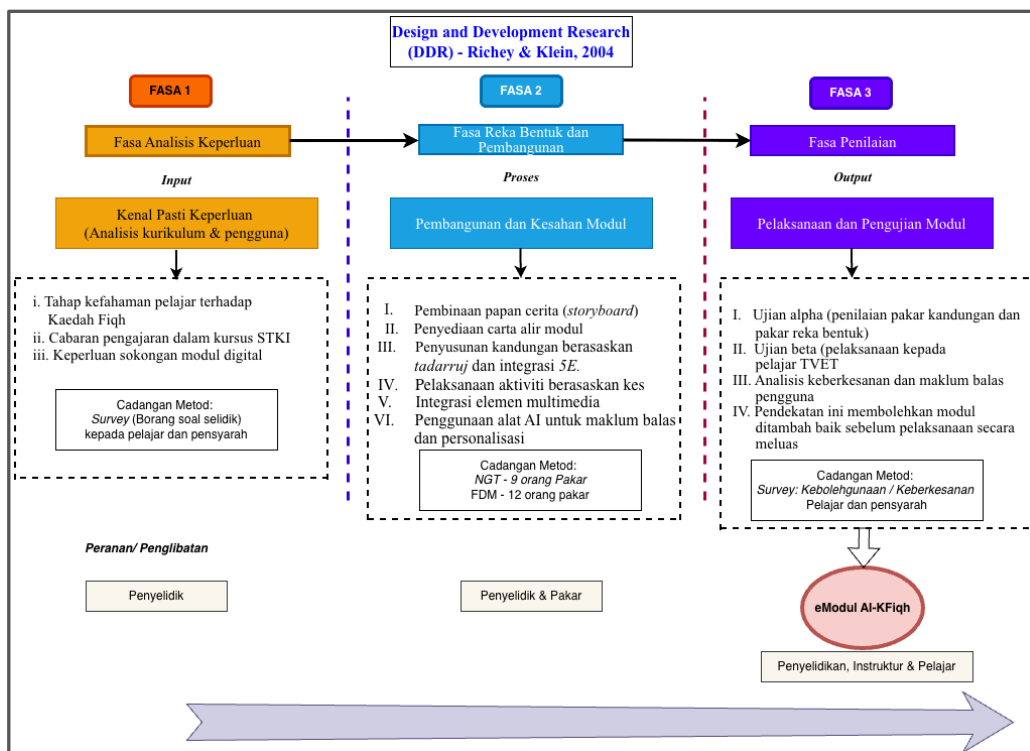 Design and Development Research
(DDR) - Richey & Klein, 2004
FASA 1
FASA 2
FASA 3
Fasa Analisis Keperluan
Fasa Reka Bentuk dan
Pembangunan
Fasa Penilaian
Input
Proses
Output
Kenal Pasti Keperluan
(Analisis kurikulum & pengguna)
Pembangunan dan Kesahan Modul
Pelaksanaan dan Pengujian Modul
i. Tahap kefahaman pelajar terhadap
Kaedah Fiqh
ii. Cabaran pengajaran dalam kursus STKI
iii. Keperluan sokongan modul digital
Cadangan Metod:
Survey (Borang soal selidik)
kepada pelajar dan pensyarah
I. Pembinaan papan cerita (storyboard)
II. Penyediaan carta alir modul
III. Penyusunan kandungan berasaskan
tadarruj dan integrasi 5E.
IV. Pelaksanaan aktiviti berasaskan kes
V. Integrasi elemen multimedia
VI. Penggunaan alat AI untuk maklum balas
dan personalisasi
Cadangan Metod:
NGT - 9 orang Pakar
FDM - 12 orang pakar
I. Ujian alpha (penilaian pakar kandungan dan
pakar reka bentuk)
II. Ujian beta (pelaksanaan kepada
pelajar TVET
III. Analisis keberkesanan dan maklum balas
pengguna
IV. Pendekatan ini membolehkan modul
ditambah baik sebelum pelaksanaan secara
meluas
Cadangan Metod:
Survey: Kebolehgunaan / Keberkesanan
Pelajar dan pensyarah
Peranan/ Penglibatan
Penyelidik
Penyelidik & Pakar
eModul AI-KFiqh
Penyelidikan, Instruktur & Pelajar